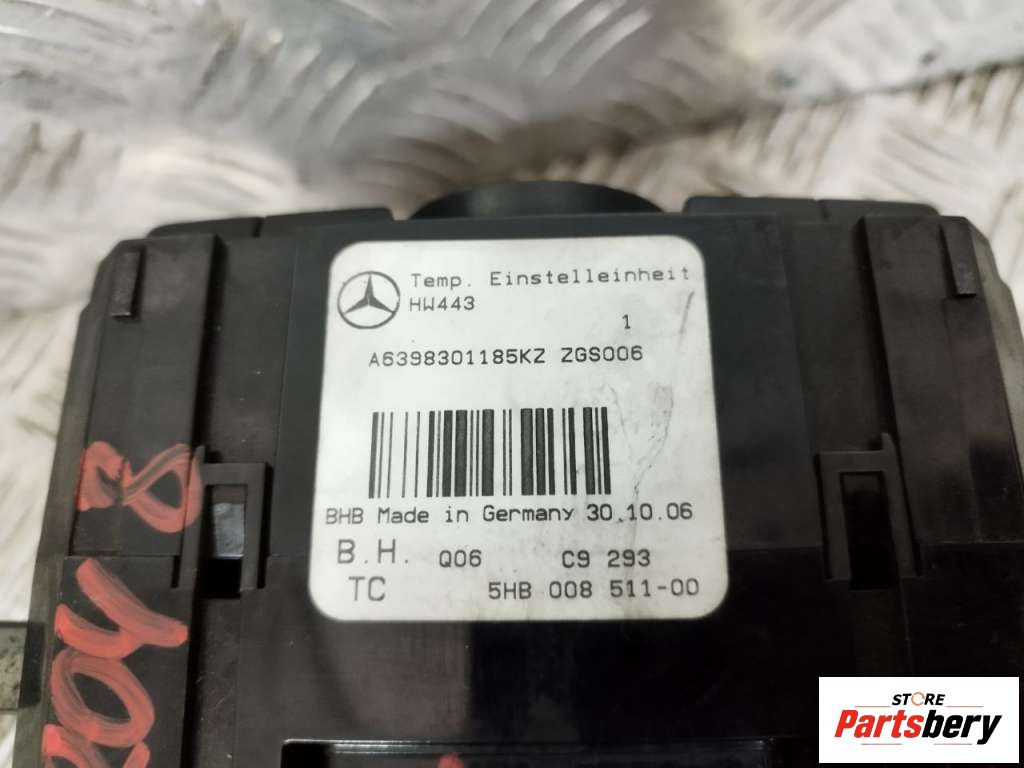 Temp. Einstelleinheit
HW443
1
A6398301185KZ ZGS006
BHB Made in Germany 30.10.06
B.H. Q06 C9 293
TC 5HB 008 511-00
STORE
Partsbery